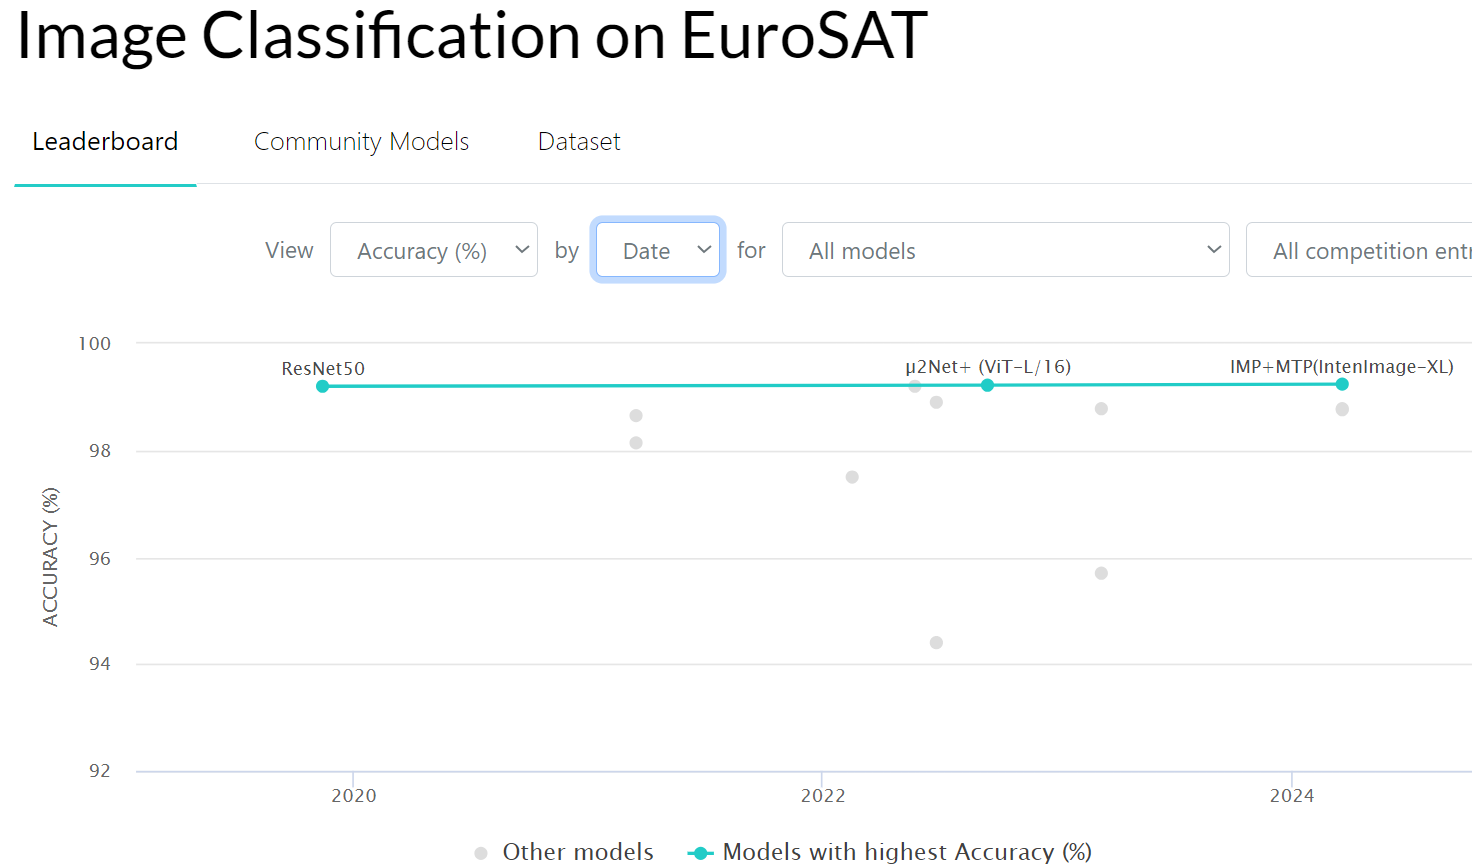 Image Classification on EuroSAT
Leaderboard Community Models Dataset
View Accuracy (%) by Date for All models All competition entr
100
ResNet50 μ2Net+ (ViT-L/16) IMP+MTP(IntenImage-XL)
98
ACCURACY (%)
96
94
92
2020 2022 2024
Other models Models with highest Accuracy (%)